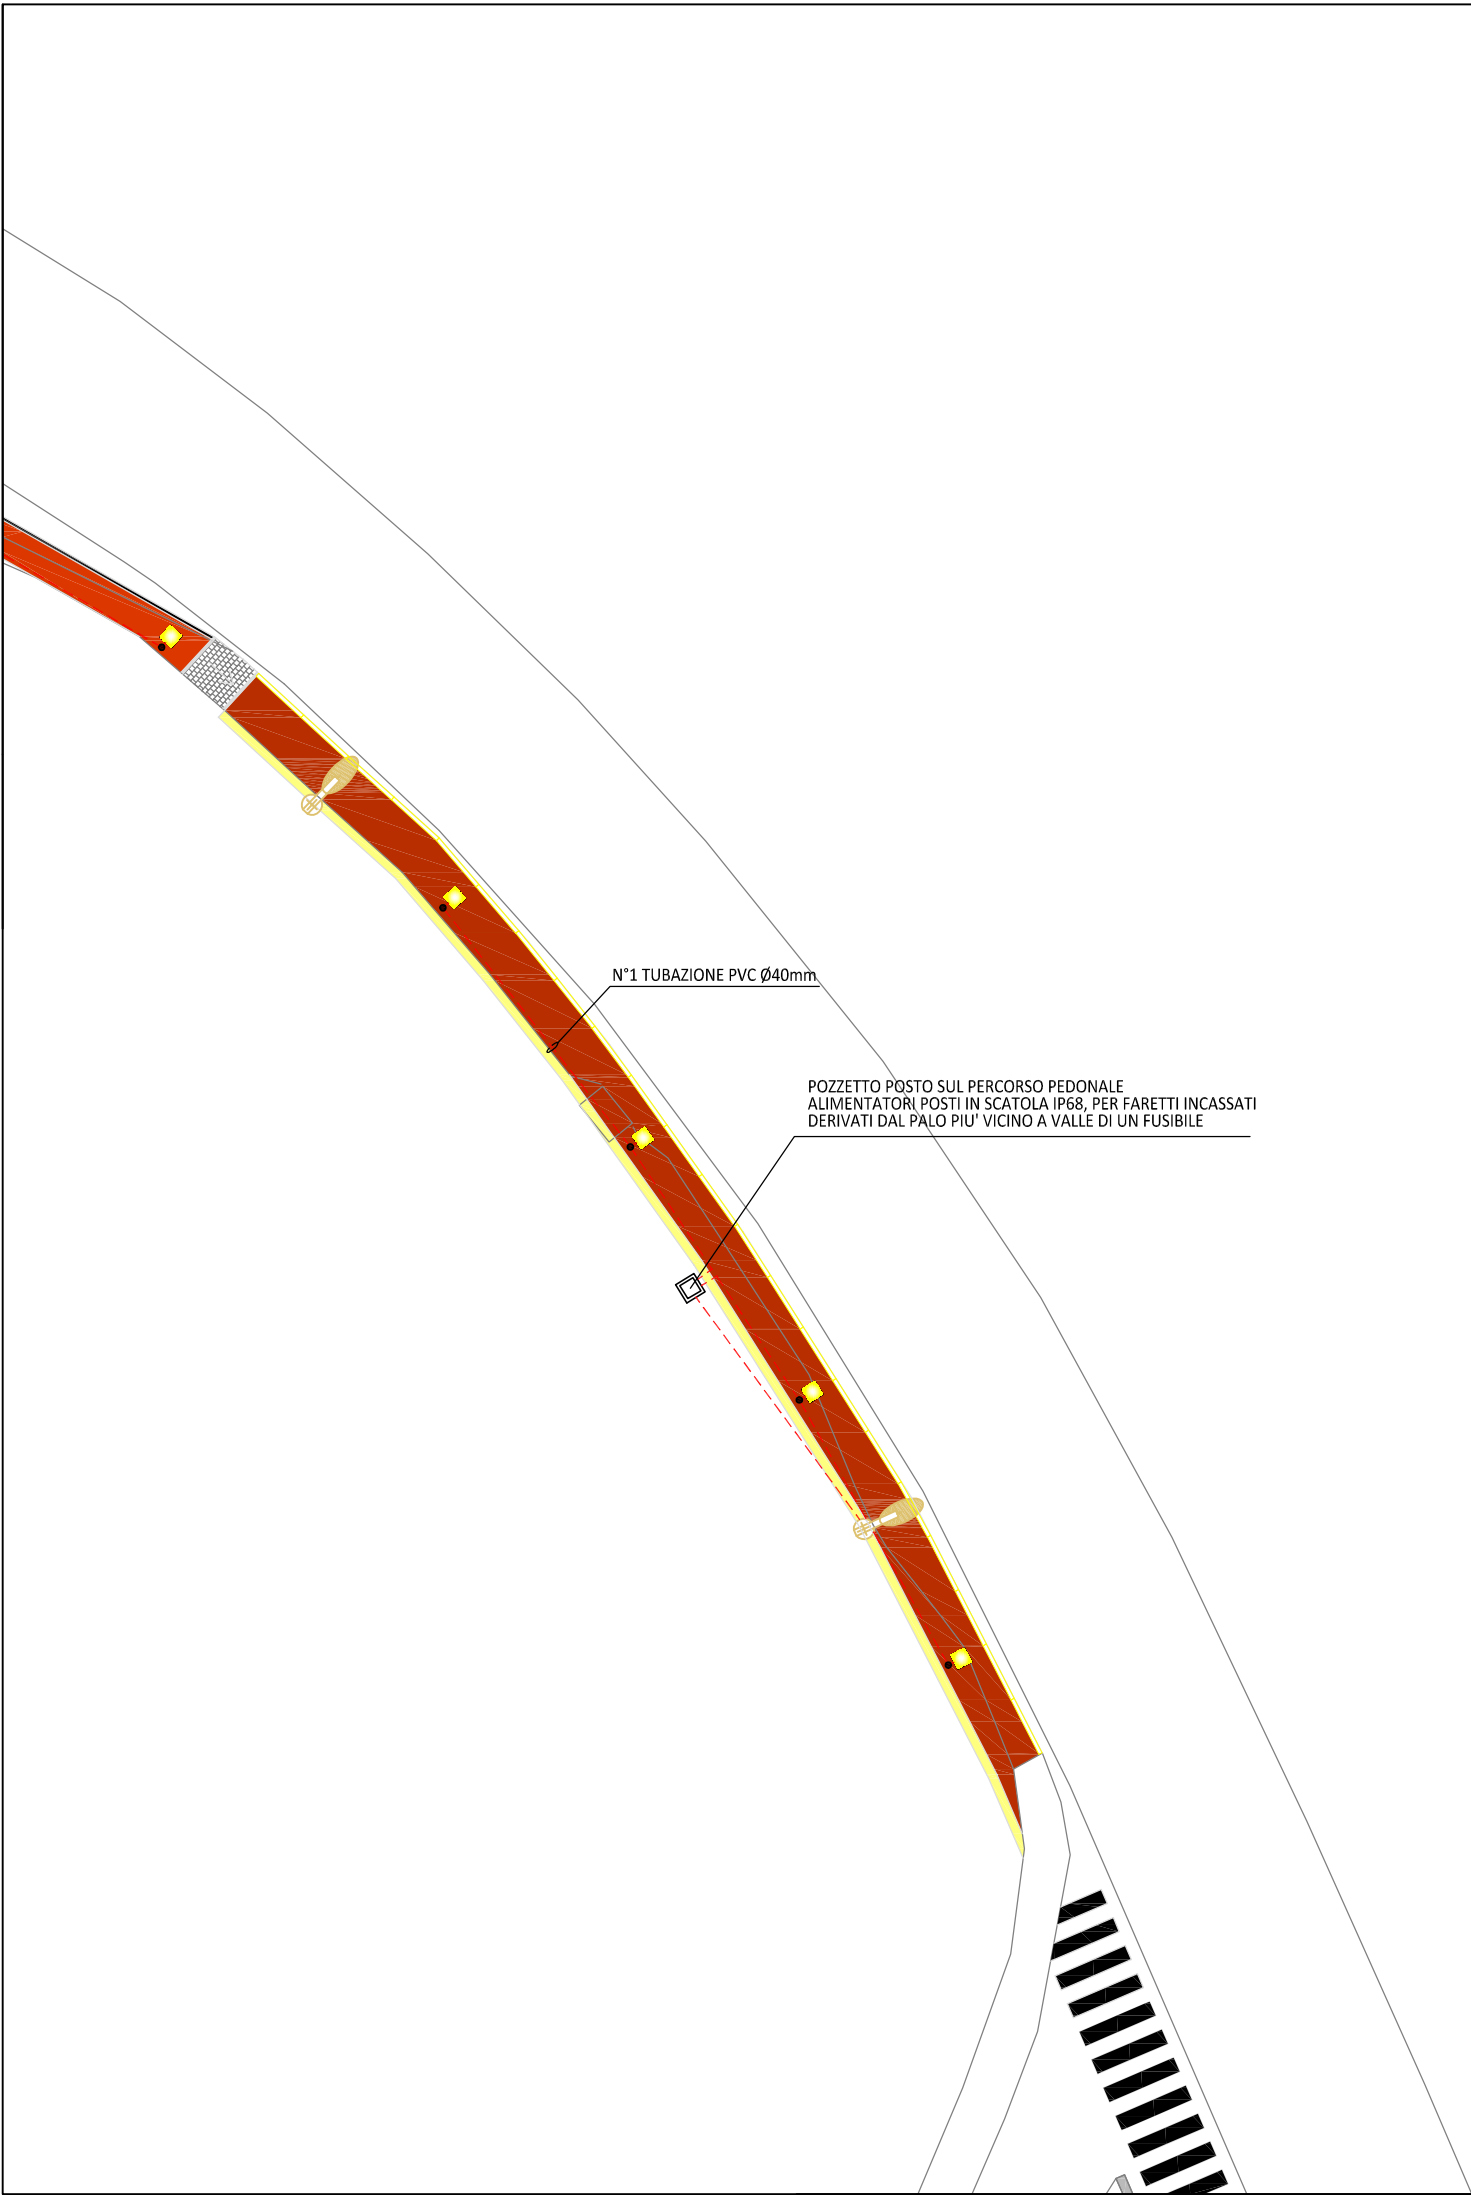 N°1 TUBAZIONE PVC Ø40mm
POZZETTO POSTO SUL PERCORSO PEDONALE
ALIMENTATORI POSTI IN SCATOLA IP68, PER FARETTI INCASSATI
DERIVATI DAL PALO PIU' VICINO A VALLE DI UN FUSIBILE